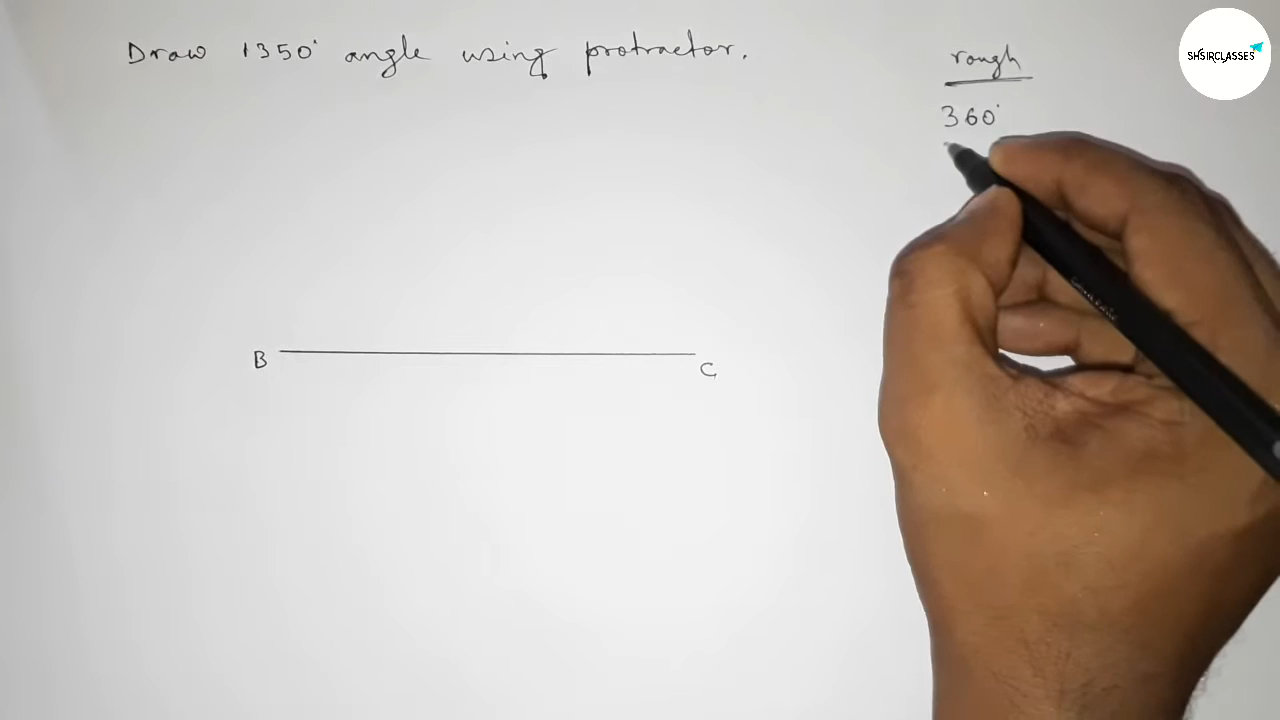 Draw 1350° angle using protractor.
rough
SHSIRCLASSES
360°
B
C